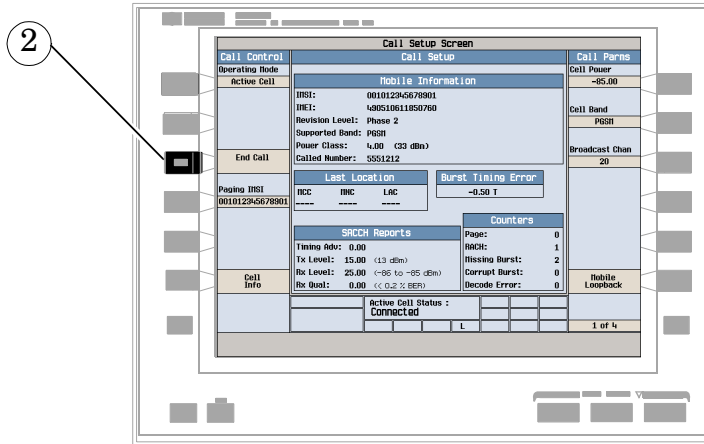 2
Call Setup Screen
Call Control
Call Setup
Call Parms
Operating Mode
Active Cell
Cell Power
-85.00
Mobile Information
IMSI: 001012345678901
IMEI: 490510611850760
Revision Level: Phase 2
Supported Band: PGSM
Power Class: 4.00 (33 dBm)
Called Number: 5551212
Cell Band
PGSM
Broadcast Chan
20
End Call
Last Location
MCC MNC LAC
---- ---- ----
Burst Timing Error
-0.50 T
Paging IMSI
001012345678901
SACCH Reports
Timing Adv: 0.00
Tx Level: 15.00 (13 dBm)
Rx Level: 25.00 (-86 to -85 dBm)
Rx Qual: 0.00 (< 0.2 % BER)
Counters
Page: 0
RACH: 1
Missing Burst: 2
Corrupt Burst: 0
Decode Error: 0
Cell
Info
Mobile
Loopback
Active Cell Status :
Connected
L
1 of 4